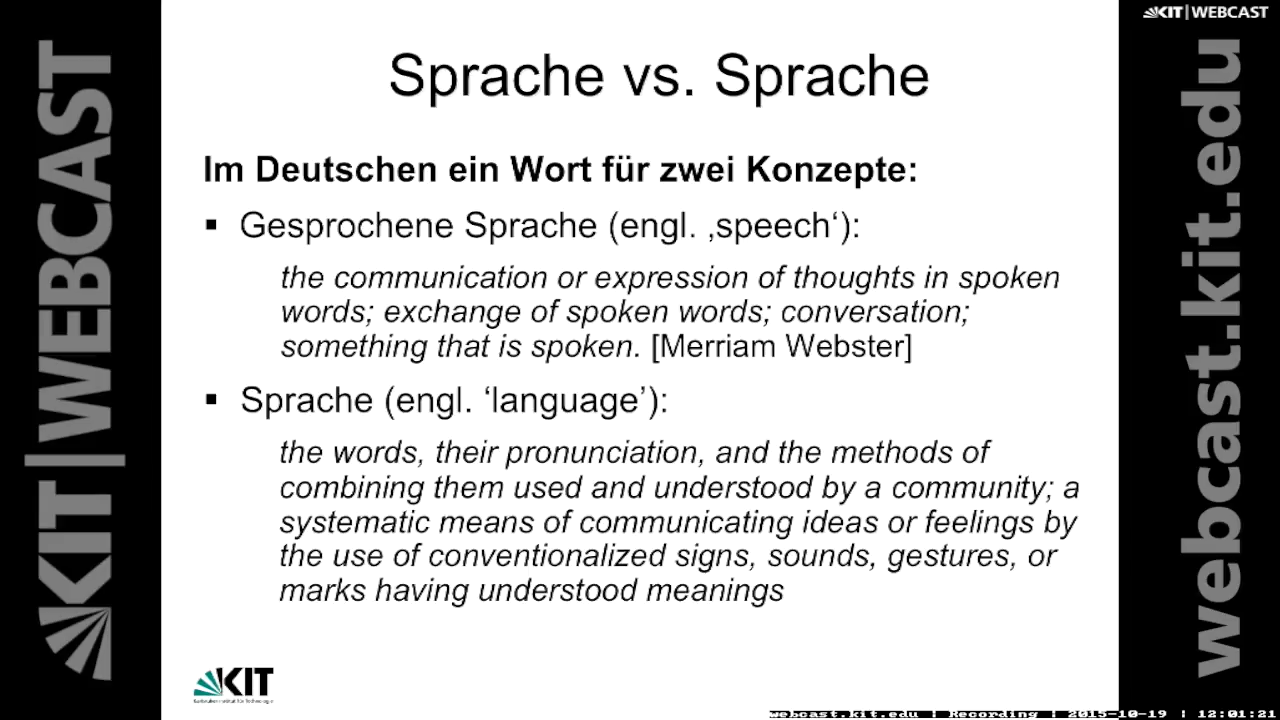 KIT | WEBCAST
KIT|WEBCAST
webcast.kit.edu
Sprache vs. Sprache
Im Deutschen ein Wort für zwei Konzepte:
▪ Gesprochene Sprache (engl. ‚speech‘):
the communication or expression of thoughts in spoken
words; exchange of spoken words; conversation;
something that is spoken. [Merriam Webster]
▪ Sprache (engl. ‘language’):
the words, their pronunciation, and the methods of
combining them used and understood by a community; a
systematic means of communicating ideas or feelings by
the use of conventionalized signs, sounds, gestures, or
marks having understood meanings
KIT
Karlsruher Institut für Technologie
webcast.kit.edu | Recording | 2015-10-19 | 12:01:21